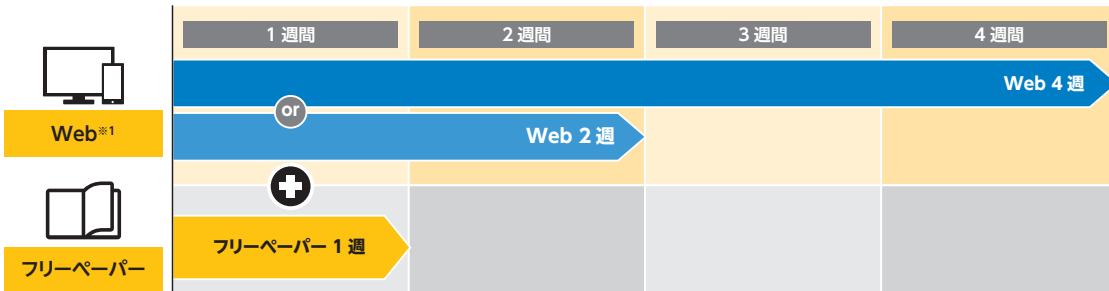 1 週間
2 週間
3 週間
4 週間
Web 4 週
or
Web※1
Web 2 週
フリーペーパー 1 週
フリーペーパー